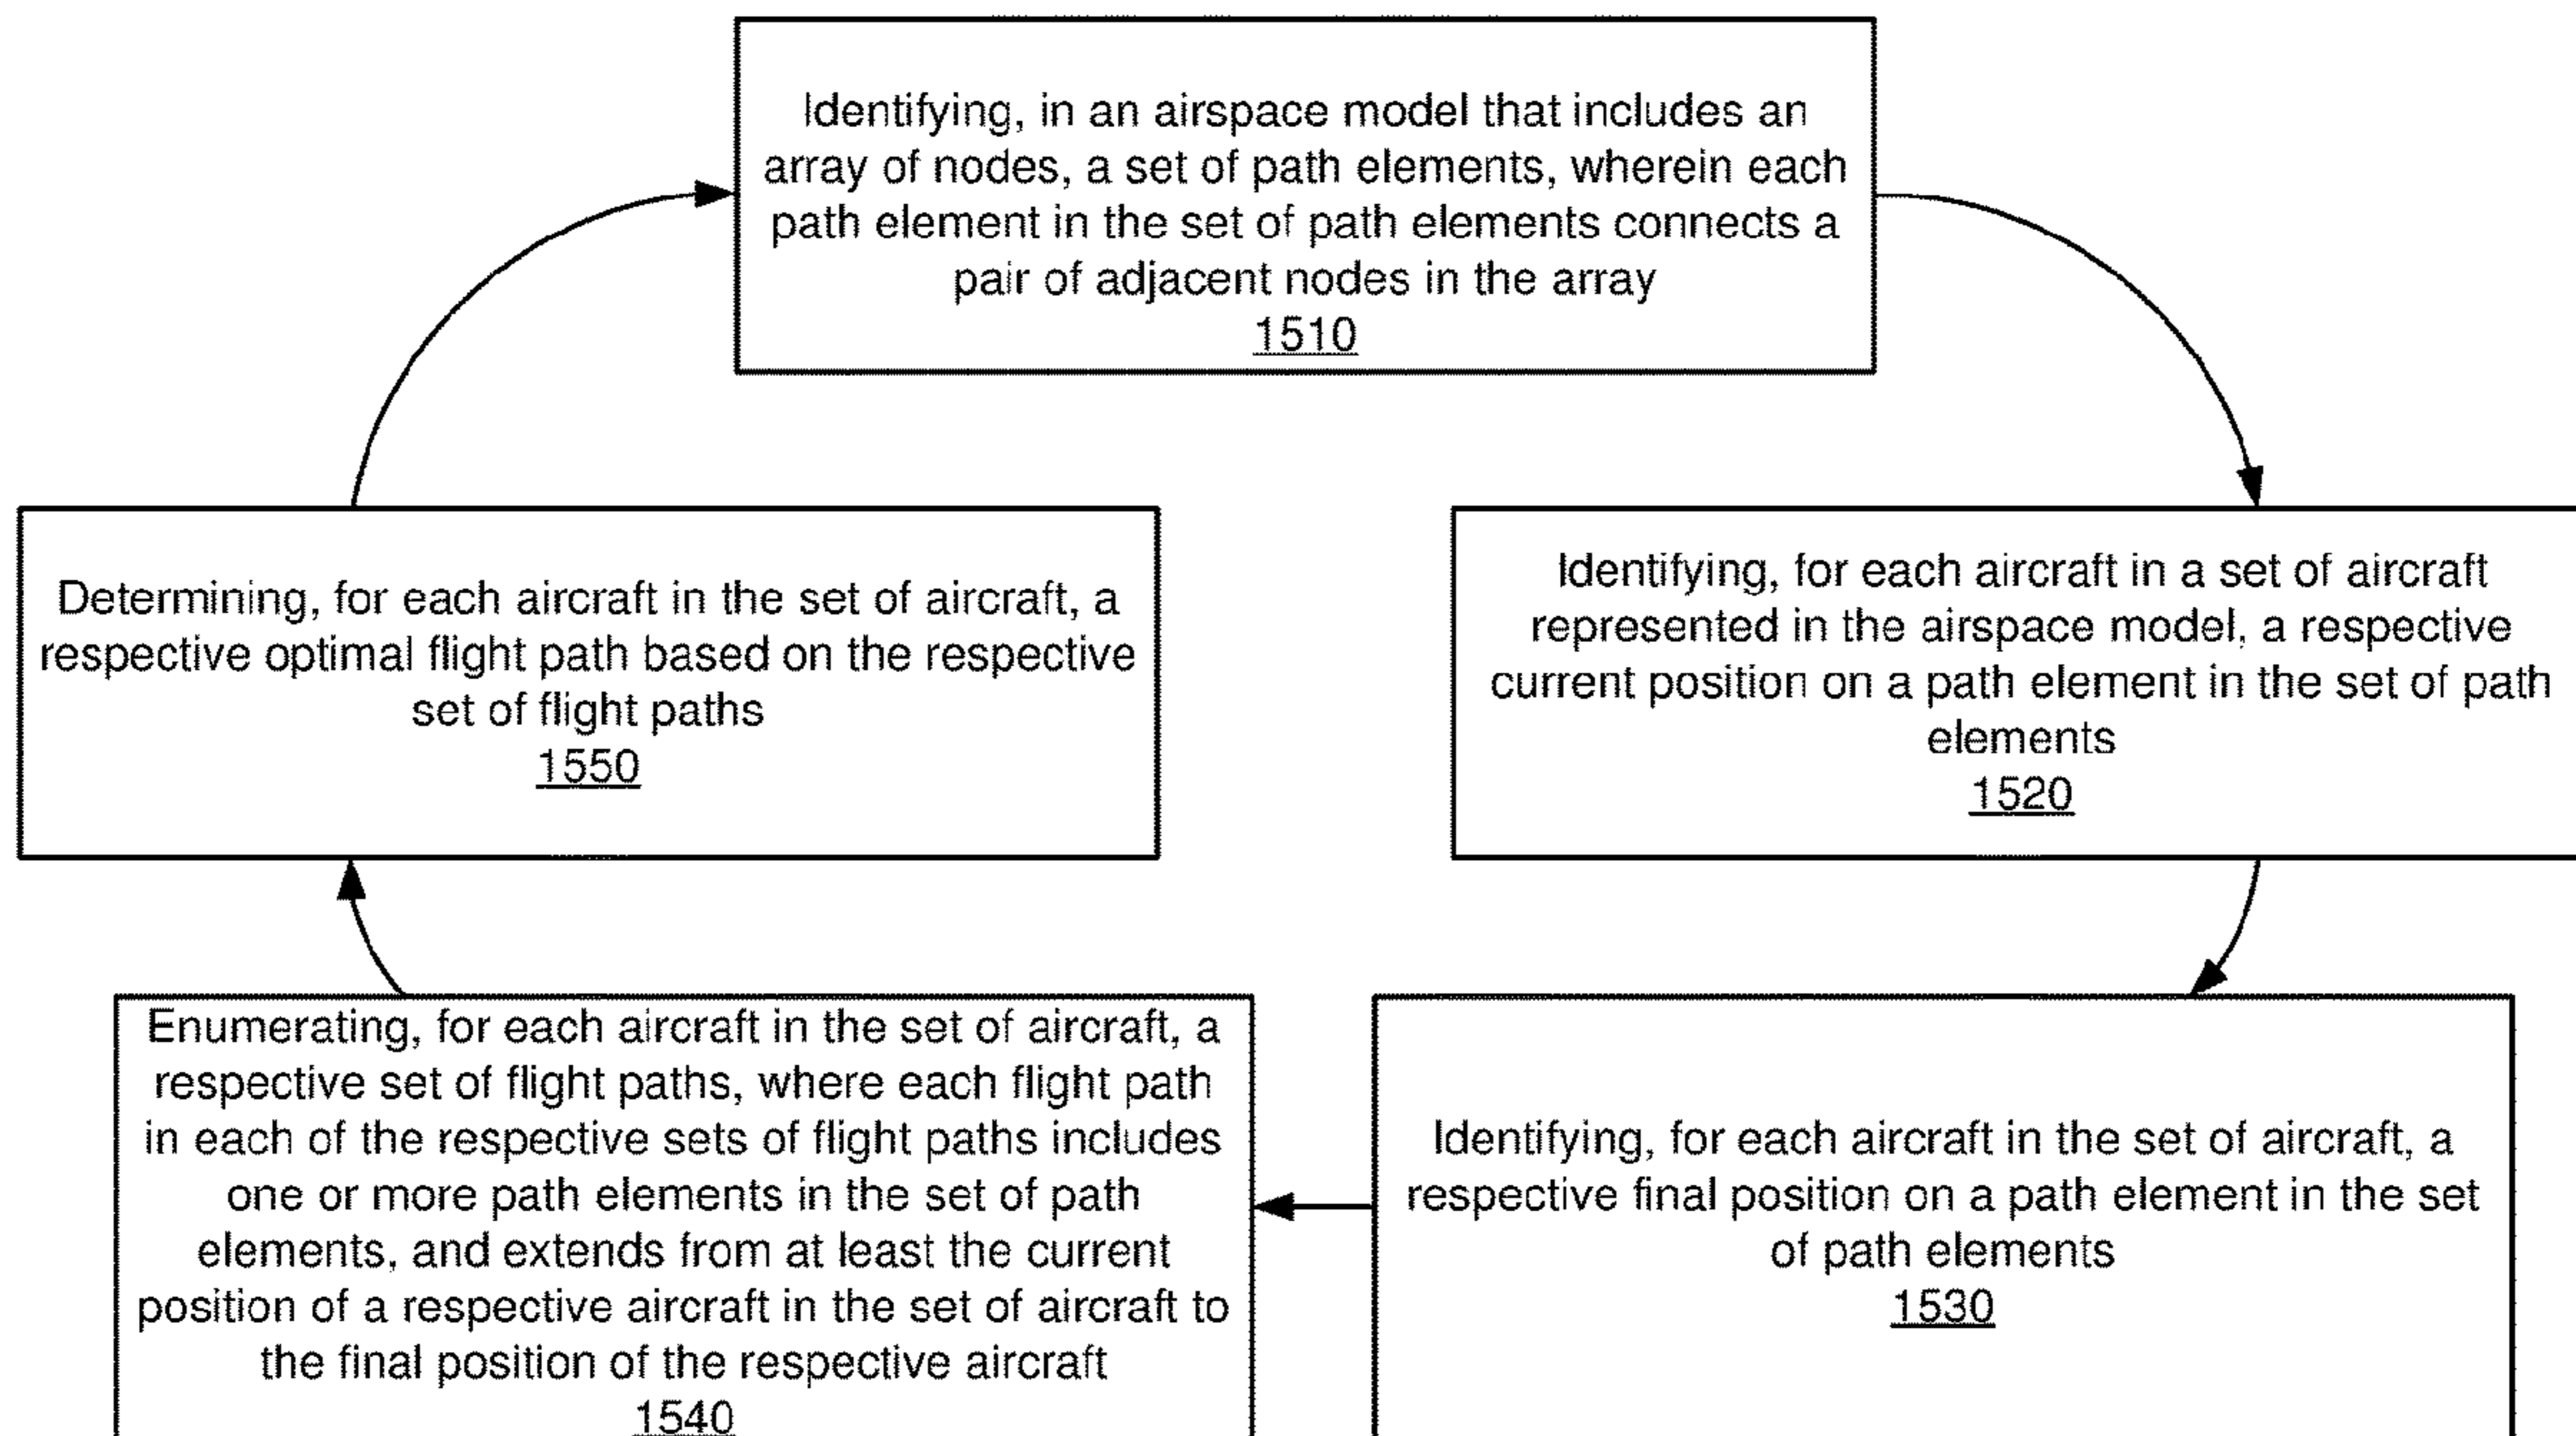 Identifying, in an airspace model that includes an
array of nodes, a set of path elements, wherein each
path element in the set of path elements connects a
pair of adjacent nodes in the array
1510
Identifying, for each aircraft in a set of aircraft
represented in the airspace model, a respective
current position on a path element in the set of path
elements
1520
Identifying, for each aircraft in the set of aircraft, a
respective final position on a path element in the set
of path elements
1530
Enumerating, for each aircraft in the set of aircraft, a
respective set of flight paths, where each flight path
in each of the respective sets of flight paths includes
one or more path elements in the set of path
elements, and extends from at least the current
position of a respective aircraft in the set of aircraft to
the final position of the respective aircraft
1540
Determining, for each aircraft in the set of aircraft, a
respective optimal flight path based on the respective
set of flight paths
1550